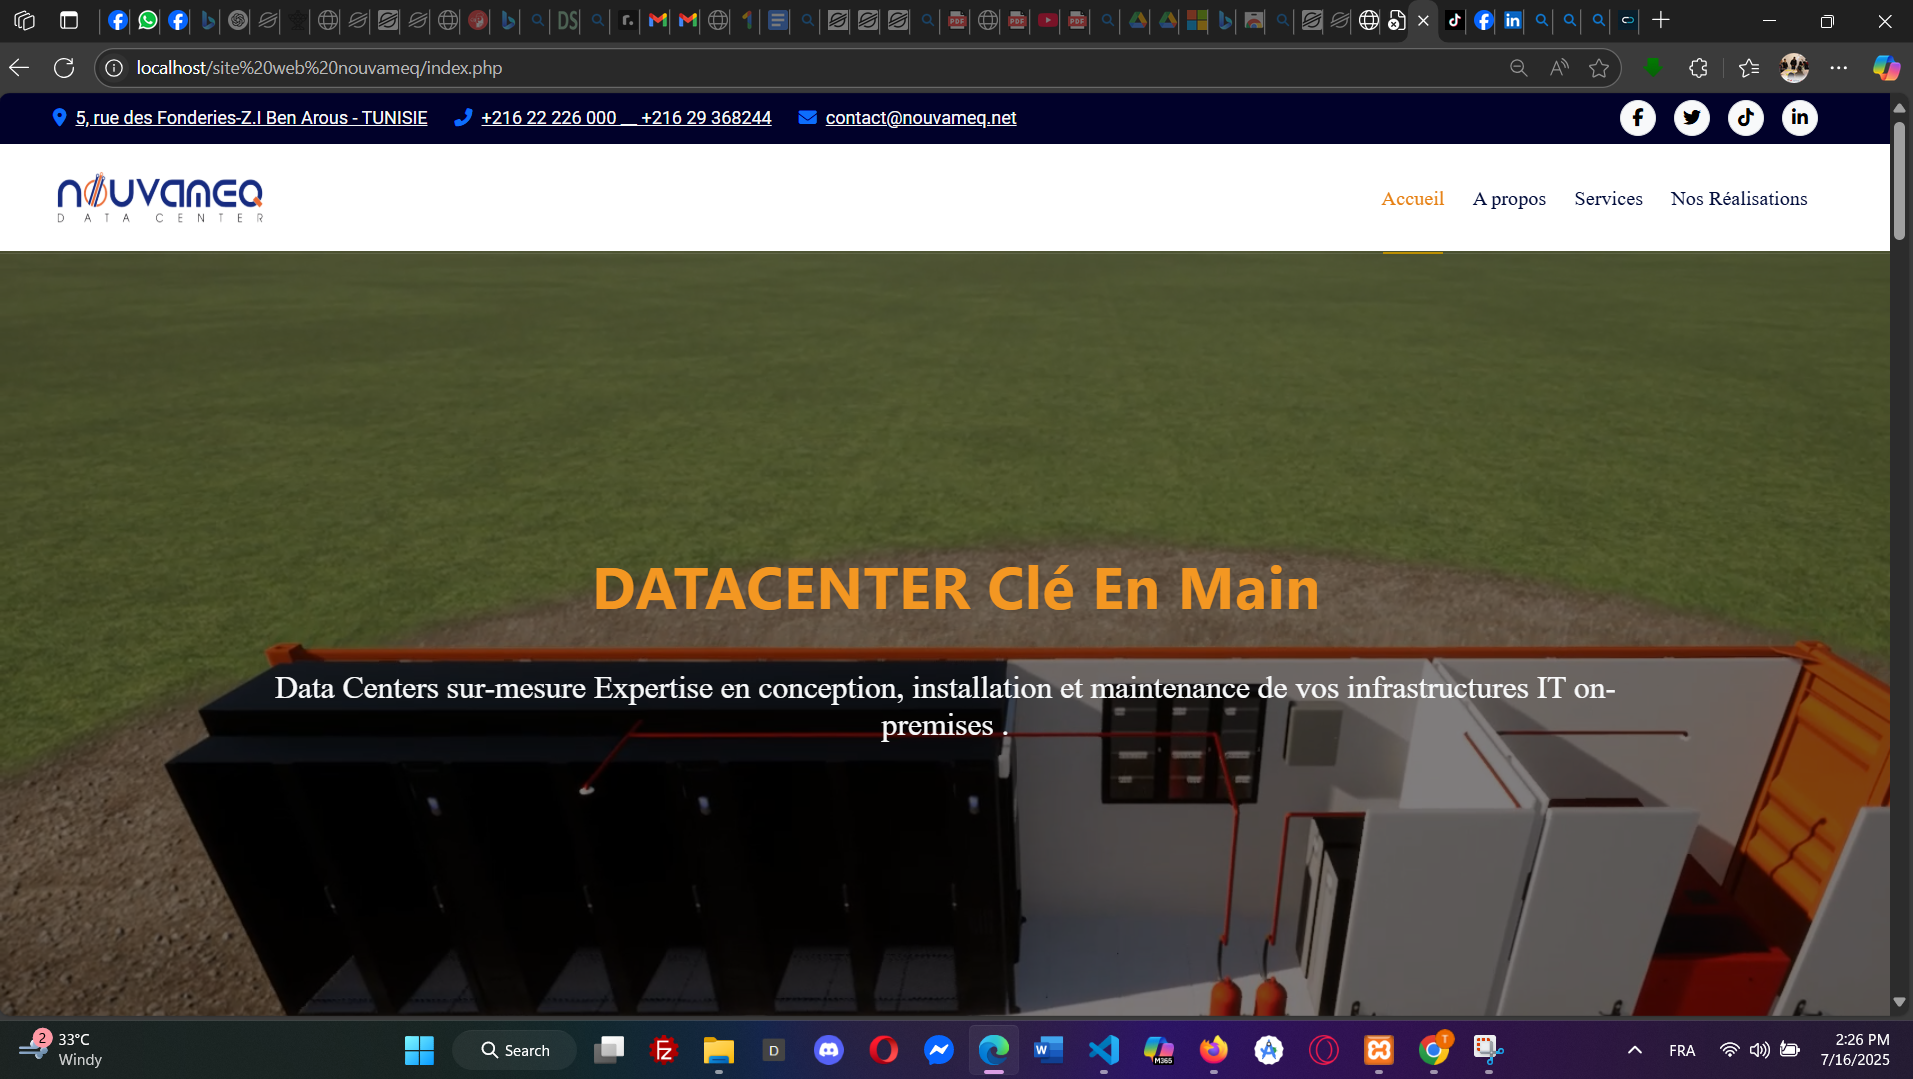 localhost/site%20web%20nouvameq/index.php
5, rue des Fonderies-Z.I Ben Arous - TUNISIE
+216 22 226 000 __ +216 29 368244
contact@nouvameq.net
nouvameq
DATA CENTER
Accueil
A propos
Services
Nos Réalisations
DATACENTER Clé En Main
Data Centers sur-mesure Expertise en conception, installation et maintenance de vos infrastructures IT on-
premises .
2
33°C
Windy
Search
FRA
2:26 PM
7/16/2025